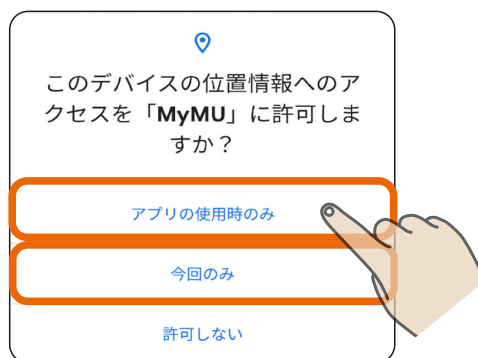 このデバイスの位置情報へのア
クセスを「MyMU」に許可しま
すか？
アプリの使用時のみ
今回のみ
許可しない